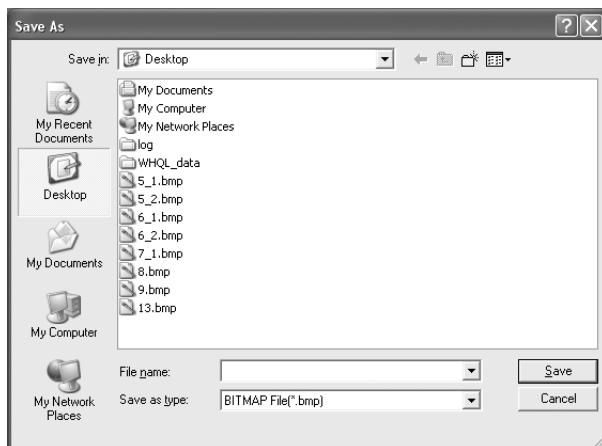 Save As
Save in:
Desktop
My Recent
Documents
Desktop
My Documents
My Computer
My Network
Places
My Documents
My Computer
My Network Places
log
WHQL_data
5_1.bmp
5_2.bmp
6_1.bmp
6_2.bmp
7_1.bmp
8.bmp
9.bmp
13.bmp
File name:
Save
Save as type:
BITMAP File(*.bmp)
Cancel